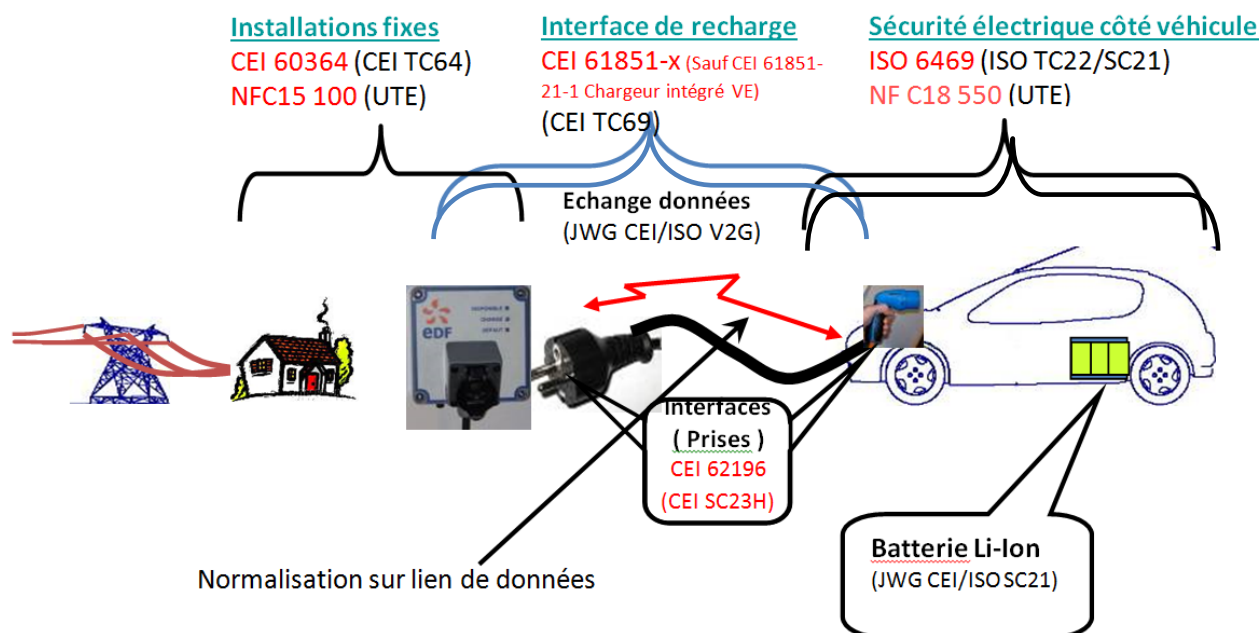 Installations fixes
CEI 60364 (CEI TC64)
NFC15 100 (UTE)
Interface de recharge
CEI 61851-x (Sauf CEI 61851-
21-1 Chargeur intégré VE)
(CEI TC69)
Sécurité électrique côté véhicule
ISO 6469 (ISO TC22/SC21)
NF C18 550 (UTE)
Echange données
(JWG CEI/ISO V2G)
DISPONIBLE
CHARGE
DEFAUT
eDF
Interfaces
( Prises )
CEI 62196
(CEI SC23H)
Batterie Li-Ion
(JWG CEI/ISO SC21)
Normalisation sur lien de données